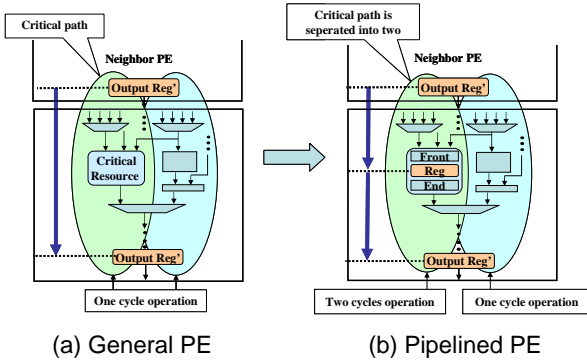 Critical path
Neighbor PE
Output Reg'
Critical
Resource
Output Reg'
One cycle operation
(a) General PE
Critical path is
seperated into two
Neighbor PE
Output Reg'
Front
Reg
End
Output Reg'
Two cycles operation
One cycle operation
(b) Pipelined PE